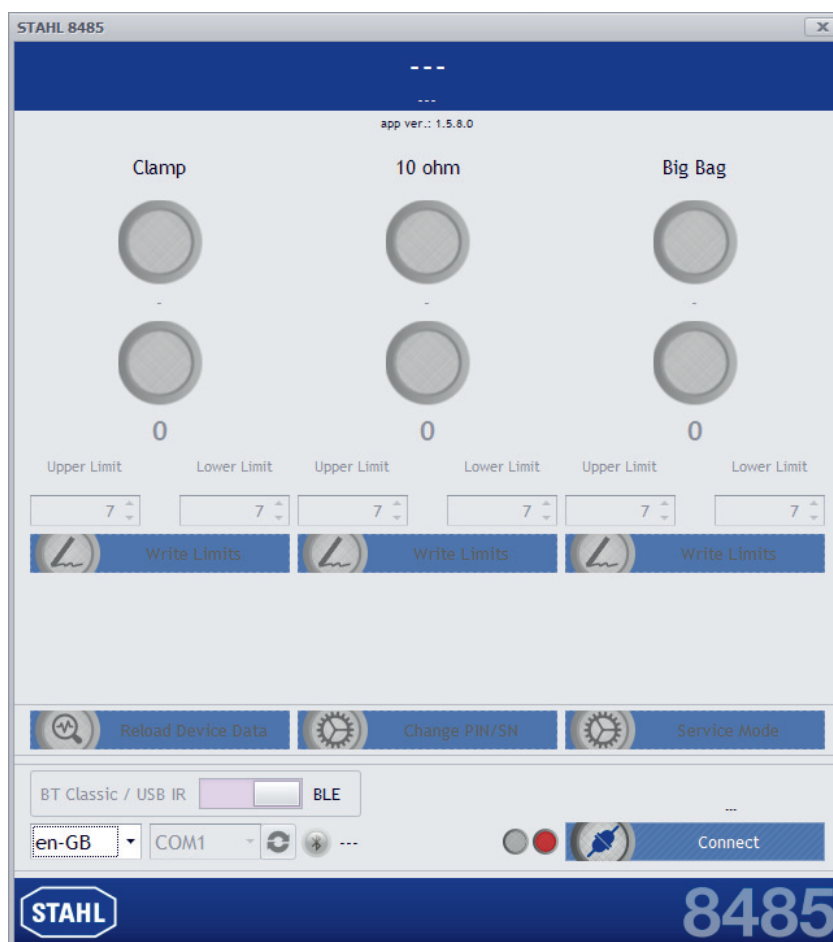 STAHL 8485
---
---
app ver.: 1.5.8.0
Clamp 10 ohm Big Bag
- - -
0 0 0
Upper Limit Lower Limit Upper Limit Lower Limit Upper Limit Lower Limit
7 7 7 7 7 7
Write Limits Write Limits Write Limits
Reload Device Data Change PIN/SN Service Mode
BT Classic / USB IR BLE
---
en-GB COM1 --- Connect
STAHL 8485